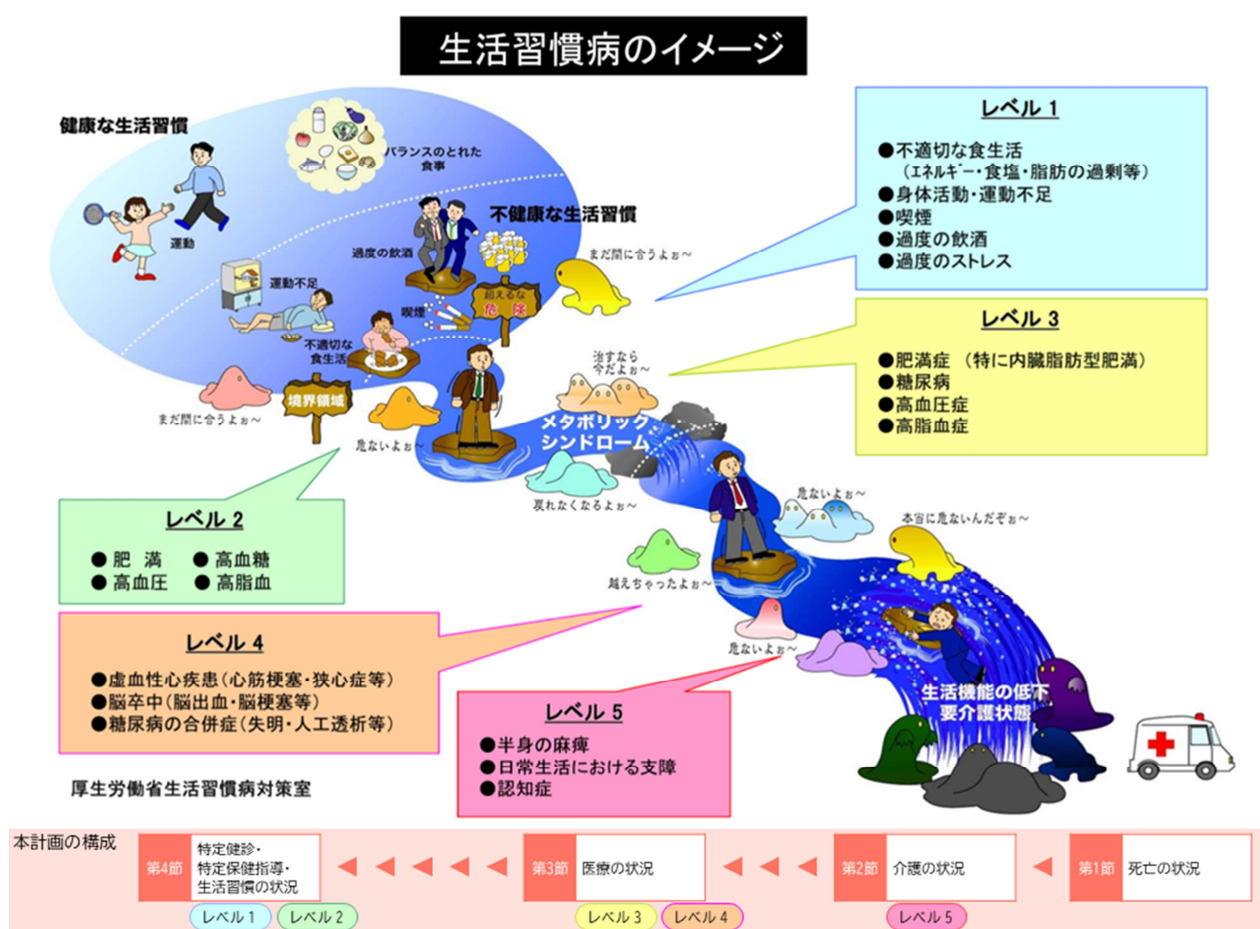 生活習慣病のイメージ
健康な生活習慣
バランスのとれた
食事
運動
不健康な生活習慣
過度の飲酒
まだ間に合うよぉ～
運動不足
喫煙
超えるな
危険
不適切な
食生活
治すなら
今だよぉ～
境界領域
まだ間に合うよぉ～
危ないよぉ～
メタボリック
シンドローム
戻れなくなるよぉ～
危ないよぉ～
本当に危ないんだぞぉ～
越えちゃったよぉ～
危ないよぉ～
生活機能の低下
要介護状態
レベル 1
●不適切な食生活
（ｴﾈﾙｷﾞｰ・食塩・脂肪の過剰等）
●身体活動・運動不足
●喫煙
●過度の飲酒
●過度のストレス
レベル 3
●肥満症 （特に内臓脂肪型肥満）
●糖尿病
●高血圧症
●高脂血症
レベル 2
● 肥 満 ● 高血糖
● 高血圧 ● 高脂血
レベル 4
●虚血性心疾患（心筋梗塞・狭心症等）
●脳卒中（脳出血・脳梗塞等）
●糖尿病の合併症（失明・人工透析等）
レベル 5
●半身の麻痺
●日常生活における支障
●認知症
厚生労働省生活習慣病対策室
本計画の構成
第4節
特定健診・
特定保健指導・
生活習慣の状況
第3節 医療の状況
第2節 介護の状況
第1節 死亡の状況
レベル 1 レベル 2 レベル 3 レベル 4 レベル 5